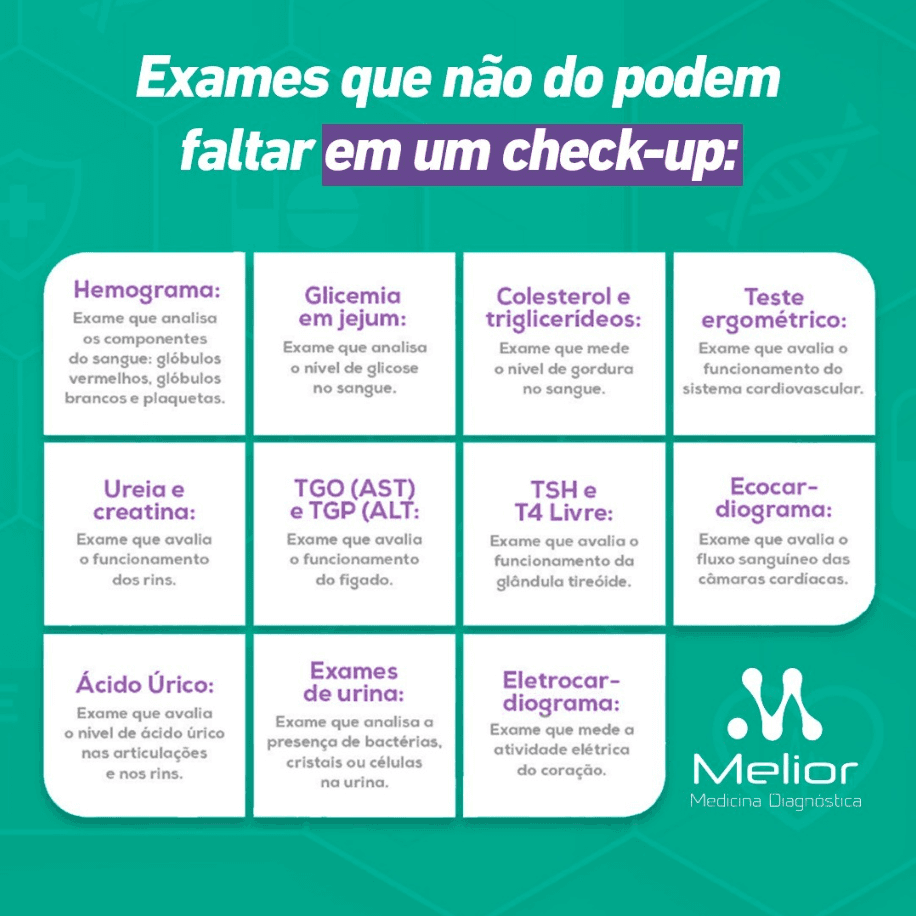 Exames que não do podem
faltar em um check-up:
Hemograma:
Exame que analisa
os componentes
do sangue: glóbulos
vermelhos, glóbulos
brancos e plaquetas.
Glicemia
em jejum:
Exame que analisa
o nível de glicose
no sangue.
Colesterol e
triglicerídeos:
Exame que mede
o nivel de gordura
no sangue.
Teste
ergométrico:
Exame que avalia o
funcionamento do
sistema cardiovascular.
Ureia e
creatina:
Exame que avalia
o funcionamento
dos rins.
TGO (AST)
e TGP (ALT:
Exame que avalia
o funcionamento
do figado.
TSH e
T4 Livre:
Exame que avalia o
funcionamento da
glândula tireóide.
Ecocar-
diograma:
Exame que avalia o
fluxo sanguíneo das
câmaras cardíacas.
Ácido Úrico:
Exame que avalia
o nível de ácido úrico
nas articulações
e nos rins.
Exames
de urina:
Exame que analisa a
presença de bactérias,
cristais ou células
na urina.
Eletrocar-
diograma:
Exame que mede a
atividade elétrica
do coração.
Melior
Medicina Diagnóstica